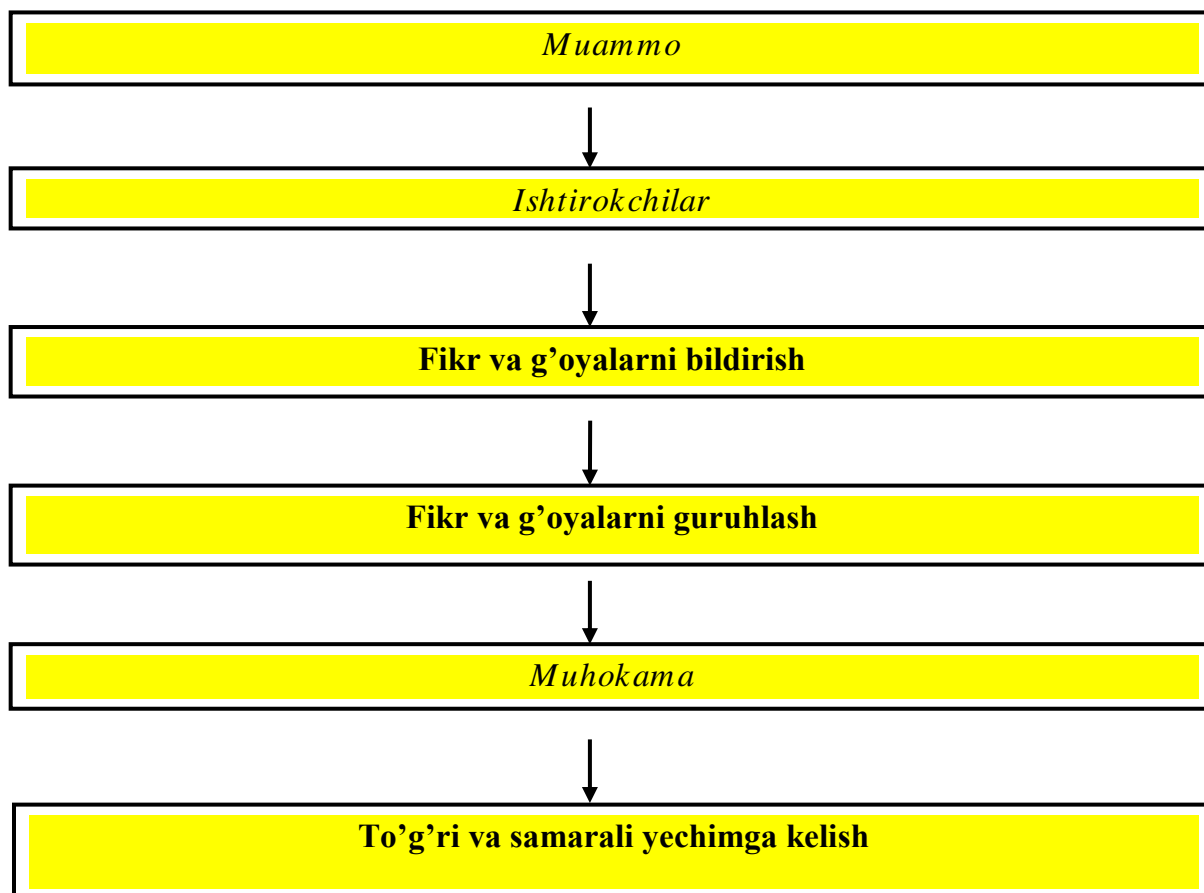 Muammo
Ishtirokchilar
Fikr va g’oyalarni bildirish
Fikr va g’oyalarni guruhlash
Muhokama
To’g’ri va samarali yechimga kelish